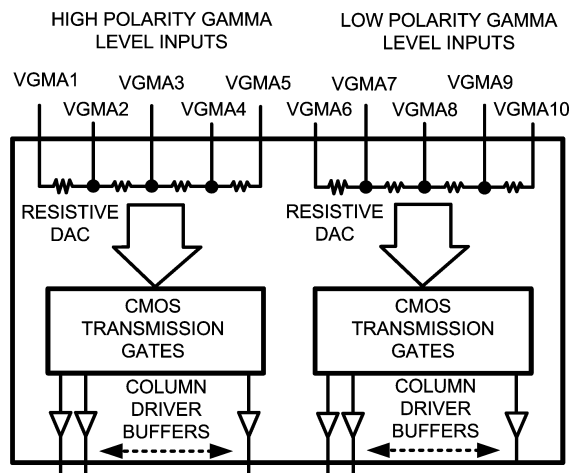 HIGH POLARITY GAMMA
LEVEL INPUTS
LOW POLARITY GAMMA
LEVEL INPUTS
VGMA1
VGMA2
VGMA3
VGMA4
VGMA5
VGMA6
VGMA7
VGMA8
VGMA9
VGMA10
RESISTIVE
DAC
RESISTIVE
DAC
CMOS
TRANSMISSION
GATES
CMOS
TRANSMISSION
GATES
COLUMN
DRIVER
BUFFERS
COLUMN
DRIVER
BUFFERS